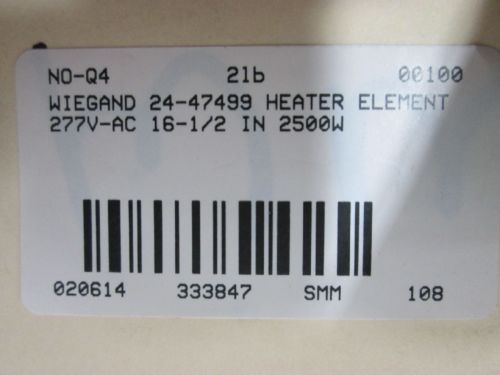 NO-Q4 2lb 00100
WIEGAND 24-47499 HEATER ELEMENT
277V-AC 16-1/2 IN 2500W
020614 333847 SMM 108